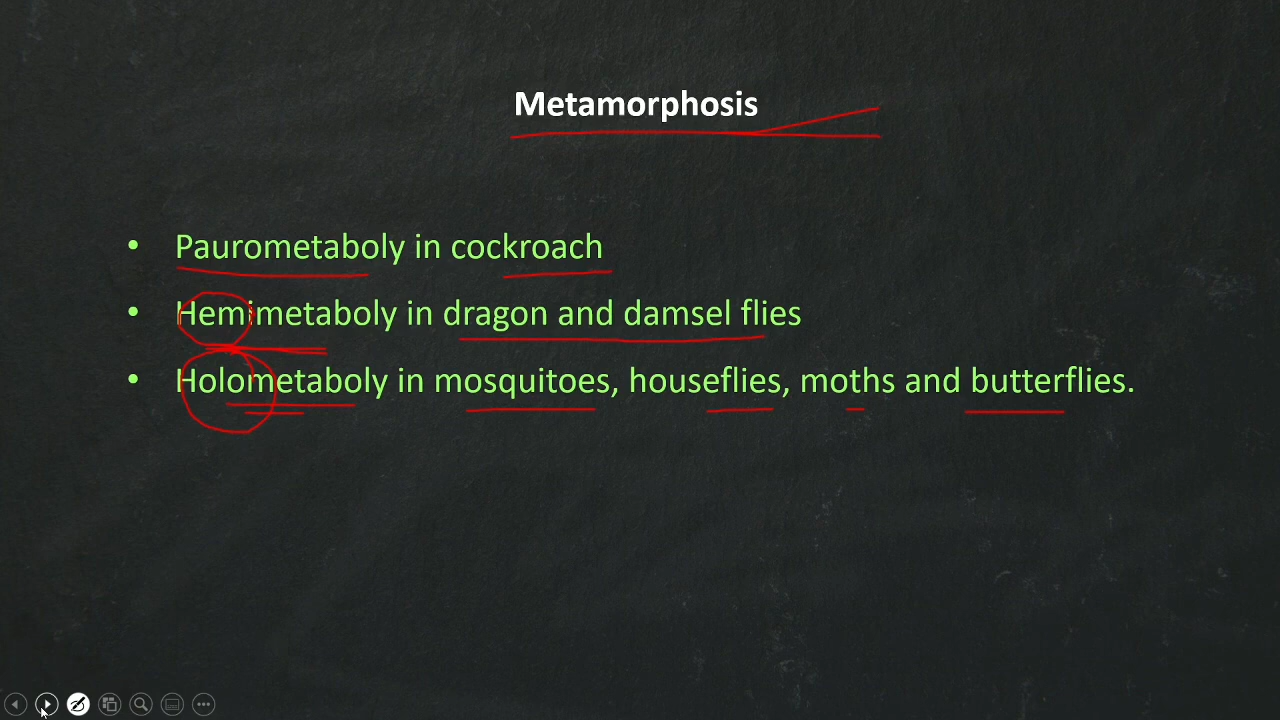 Metamorphosis
• Paurometaboly in cockroach
• Hemimetaboly in dragon and damsel flies
• Holometaboly in mosquitoes, houseflies, moths and butterflies.